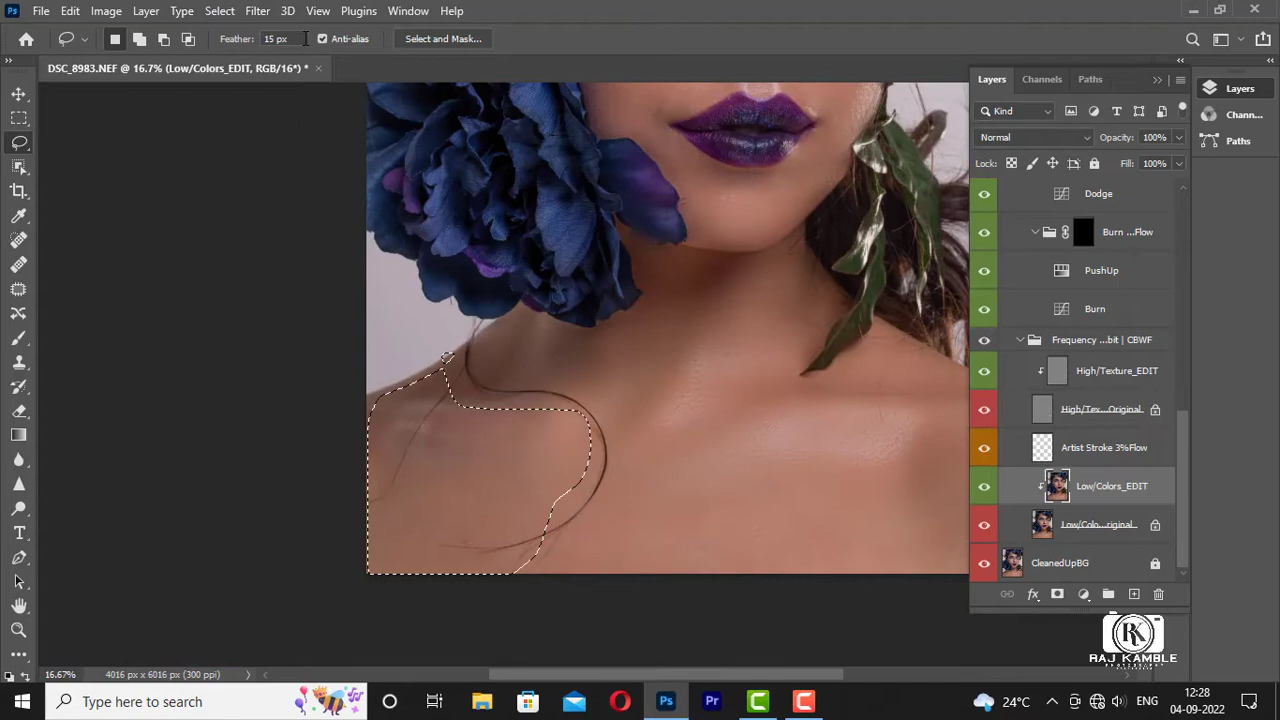 Ps File Edit Image Layer Type Select Filter 3D View Plugins Window Help
Feather: 15 px Anti-alias Select and Mask...
DSC_8983.NEF @ 16.7% (Low/Colors_EDIT, RGB/16*) *
Layers Channels Paths
Kind
Normal Opacity: 100%
Lock: Fill: 100%
Dodge
Burn ...Flow
PushUp
Burn
Frequency ...bit | CBWF
High/Texture_EDIT
High/Tex...Original
Artist Stroke 3%Flow
Low/Colors_EDIT
Low/Colo...riginal
CleanedUpBG
Layers
Chann...
Paths
RK
RAJ KAMBLE
16.67% 4016 px x 6016 px (300 ppi)
Type here to search
Ps Pr C C
24°C ENG
12:28
04-09-2022